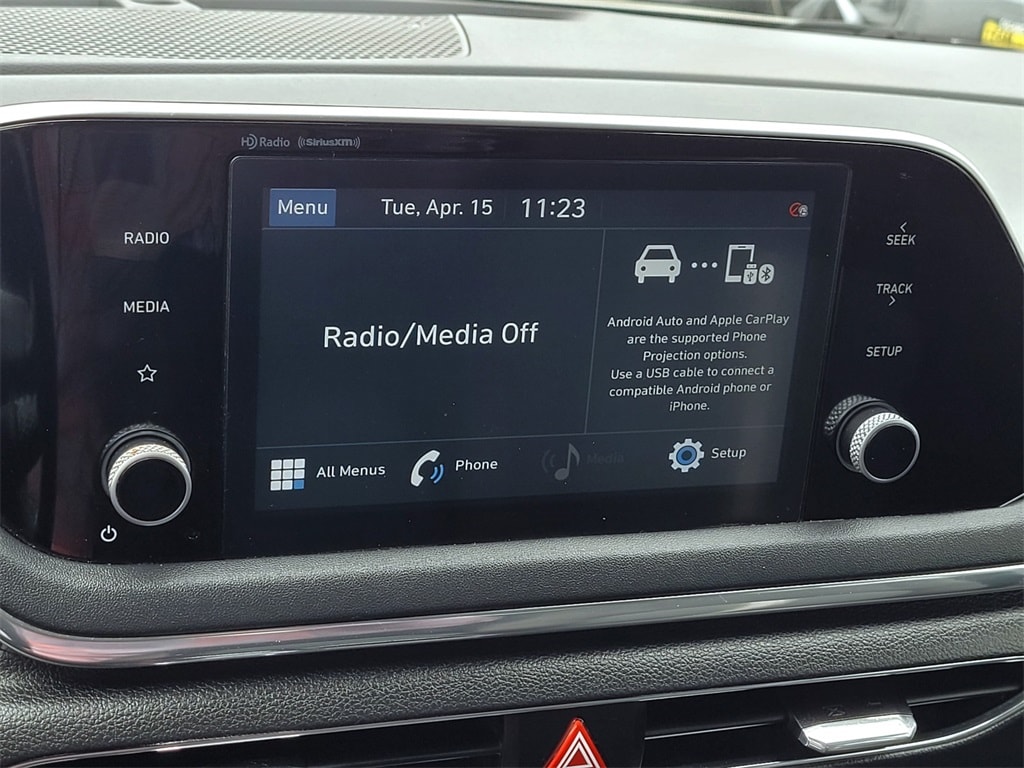 HD Radio ((SiriusXM))
Menu Tue, Apr. 15 11:23
RADIO
MEDIA
Radio/Media Off
Android Auto and Apple CarPlay
are the supported Phone
Projection options.
Use a USB cable to connect a
compatible Android phone or
iPhone.
All Menus Phone Media Setup
SEEK
TRACK
SETUP